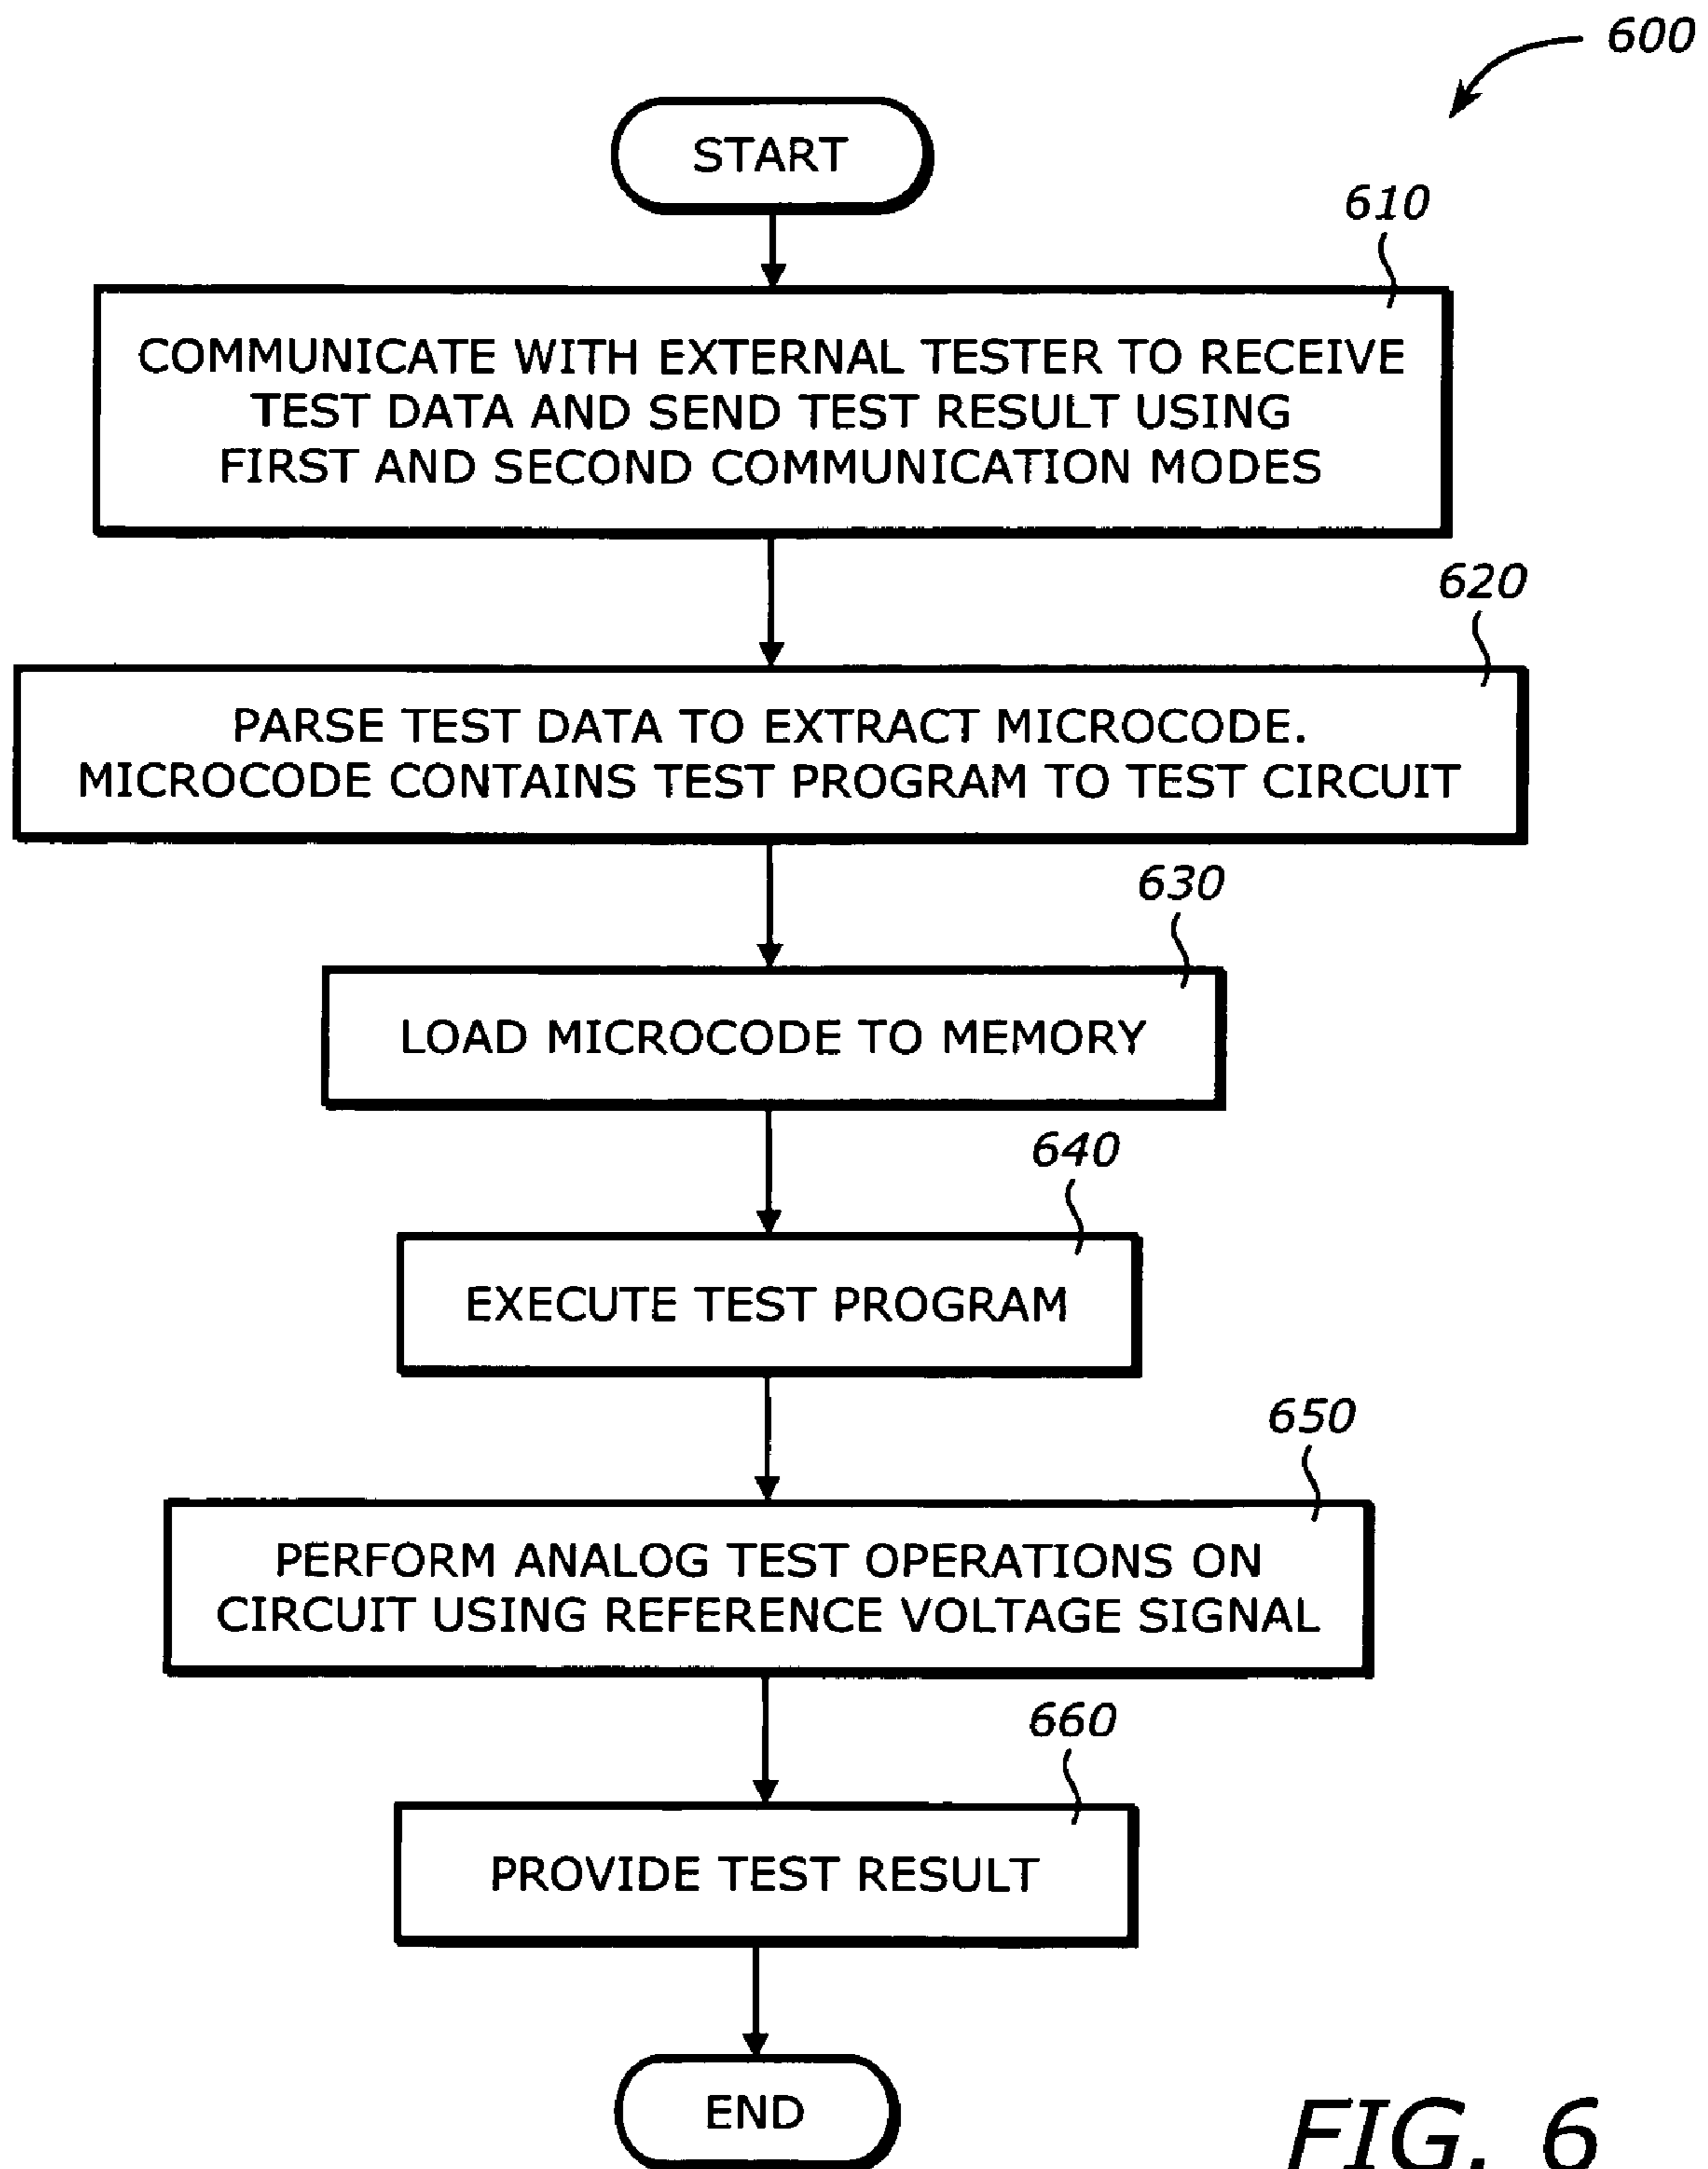 600
START
610
COMMUNICATE WITH EXTERNAL TESTER TO RECEIVE
TEST DATA AND SEND TEST RESULT USING
FIRST AND SECOND COMMUNICATION MODES
620
PARSE TEST DATA TO EXTRACT MICROCODE.
MICROCODE CONTAINS TEST PROGRAM TO TEST CIRCUIT
630
LOAD MICROCODE TO MEMORY
640
EXECUTE TEST PROGRAM
650
PERFORM ANALOG TEST OPERATIONS ON
CIRCUIT USING REFERENCE VOLTAGE SIGNAL
660
PROVIDE TEST RESULT
END
FIG. 6